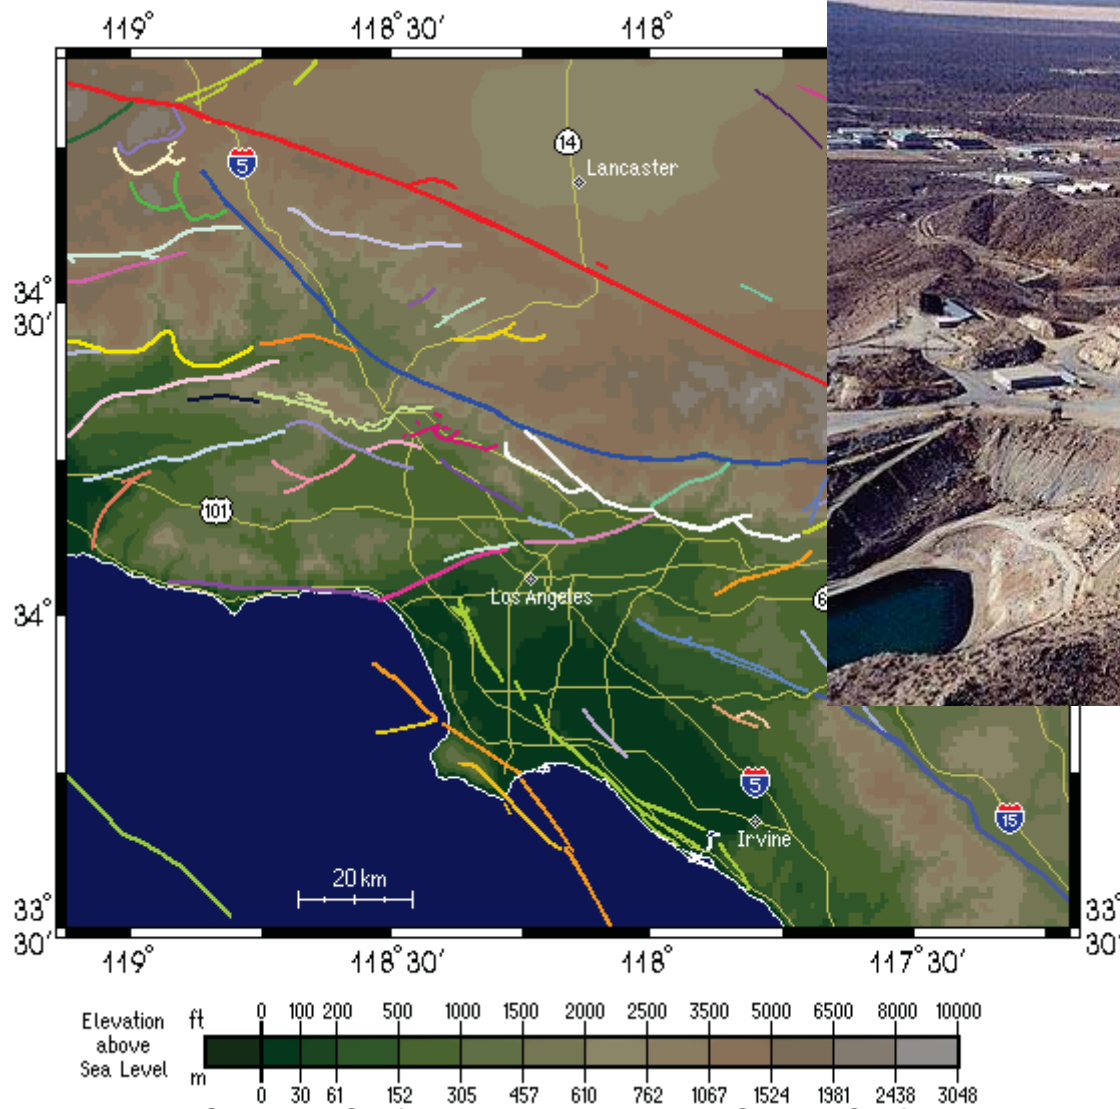 119° 118° 30' 118°
5
14
Lancaster
34°
30'
101
Los Angeles
34°
6
5
Irvine
15
20 km
33°
30'
33°
30'
119° 118° 30' 118° 117° 30'
Elevation
above
Sea Level
ft 0 100 200 500 1000 1500 2000 2500 3500 5000 6500 8000 10000
m 0 30 61 152 305 457 610 762 1067 1524 1981 2438 3048